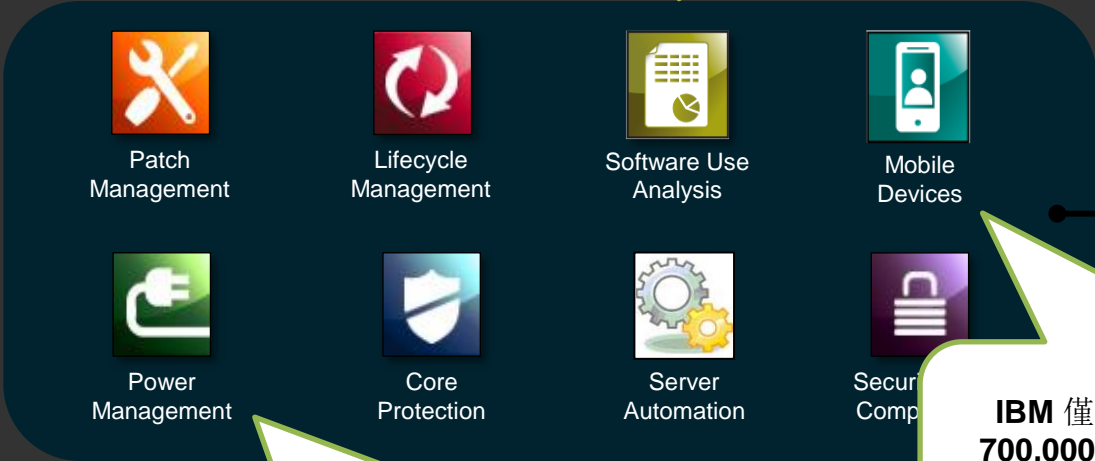 Patch
Management
Lifecycle
Management
Software Use
Analysis
Mobile
Devices
Power
Management
Core
Protection
Server
Automation
IBM 僅
700,000